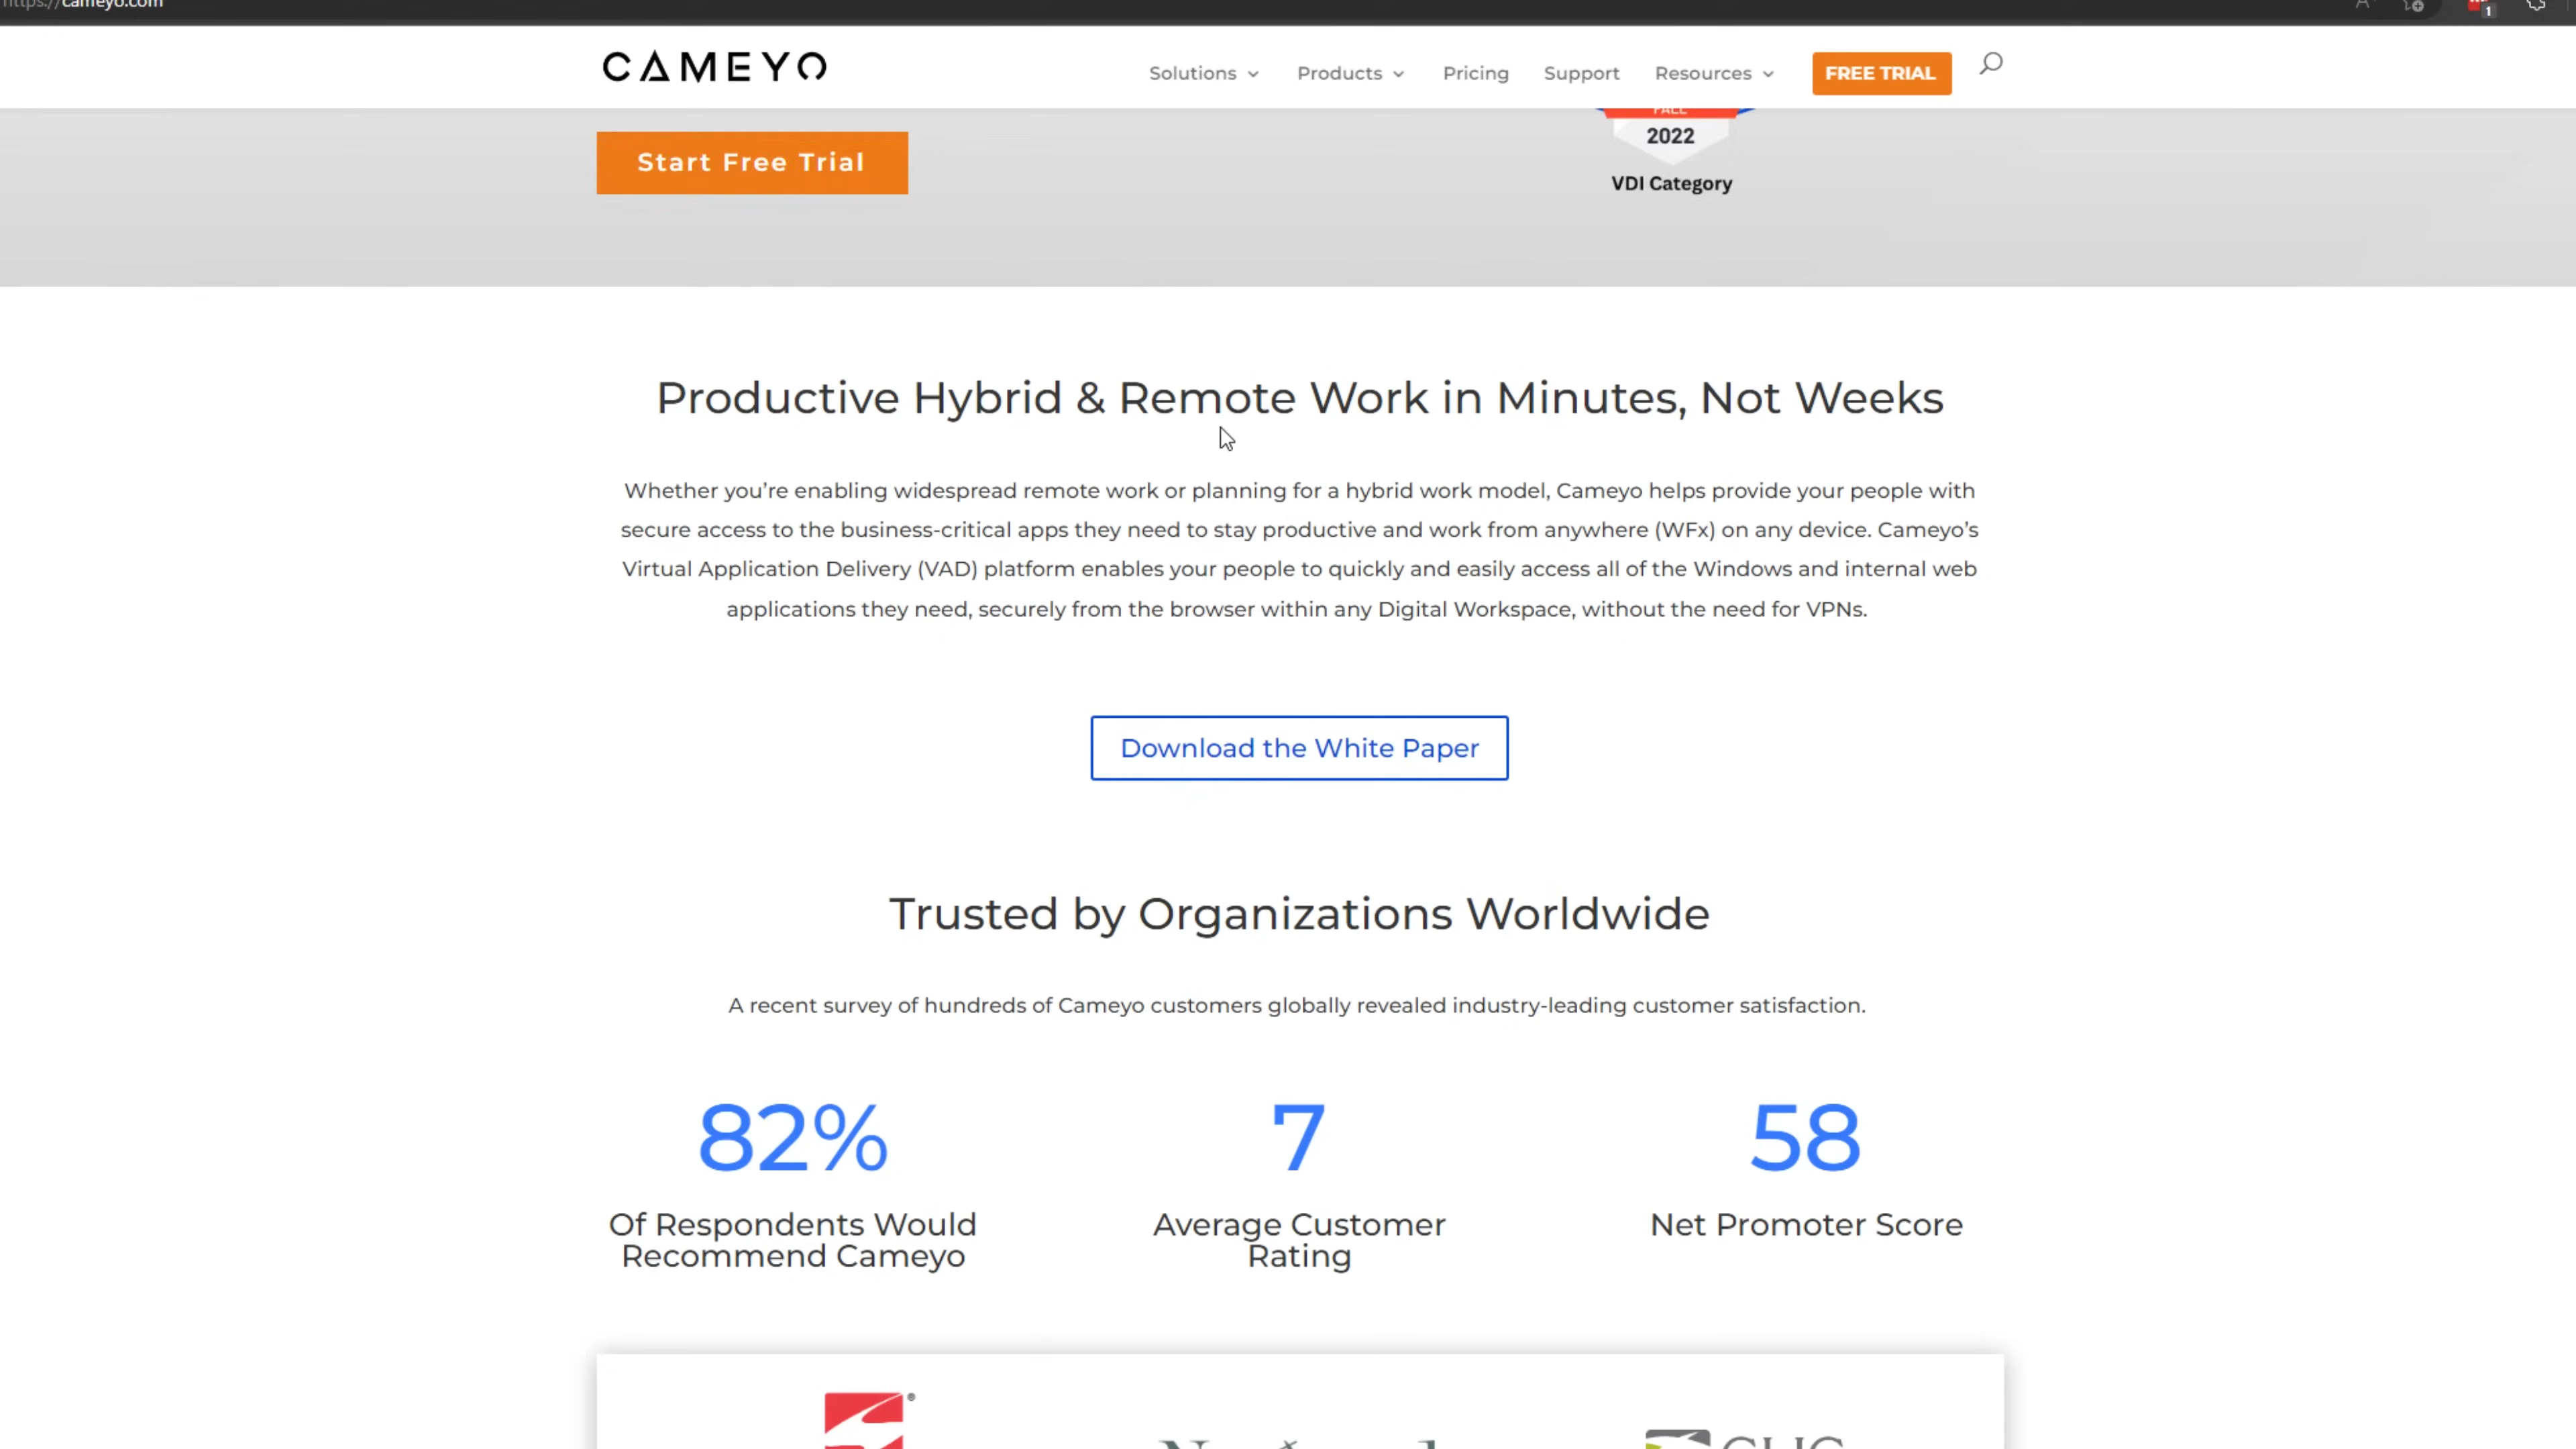 https://cameyo.com
1
CAMEYO
Solutions
Products
Pricing
Support
Resources
FREE TRIAL
FALL
2022
VDI Category
Start Free Trial
Productive Hybrid & Remote Work in Minutes, Not Weeks
Whether you're enabling widespread remote work or planning for a hybrid work model, Cameyo helps provide your people with
secure access to the business-critical apps they need to stay productive and work from anywhere (WFx) on any device. Cameyo's
Virtual Application Delivery (VAD) platform enables your people to quickly and easily access all of the Windows and internal web
applications they need, securely from the browser within any Digital Workspace, without the need for VPNs.
Download the White Paper
Trusted by Organizations Worldwide
A recent survey of hundreds of Cameyo customers globally revealed industry-leading customer satisfaction.
82%
Of Respondents Would
Recommend Cameyo
7
Average Customer
Rating
58
Net Promoter Score